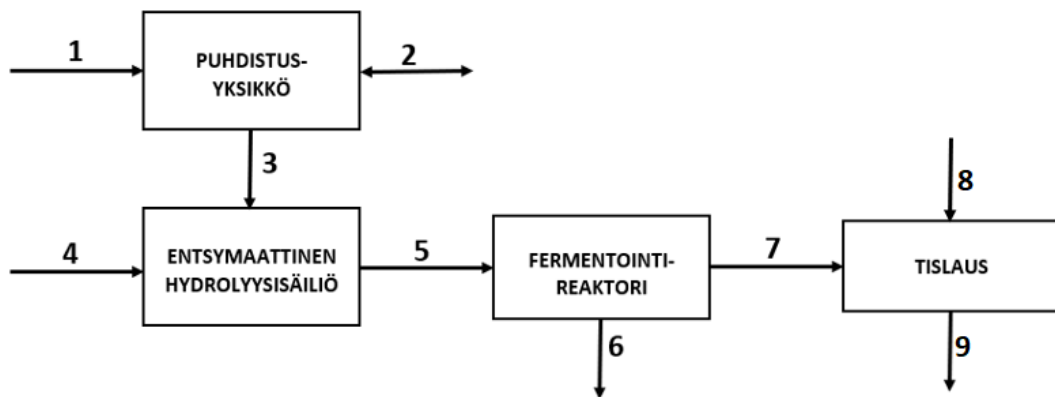 1
PUHDISTUS-
YKSIKKÖ
2
3
8
4
ENTSYMAATTINEN
HYDROLYYSISÄILIÖ
5
FERMENTOINTI-
REAKTORI
7
TISLAUS
6
9